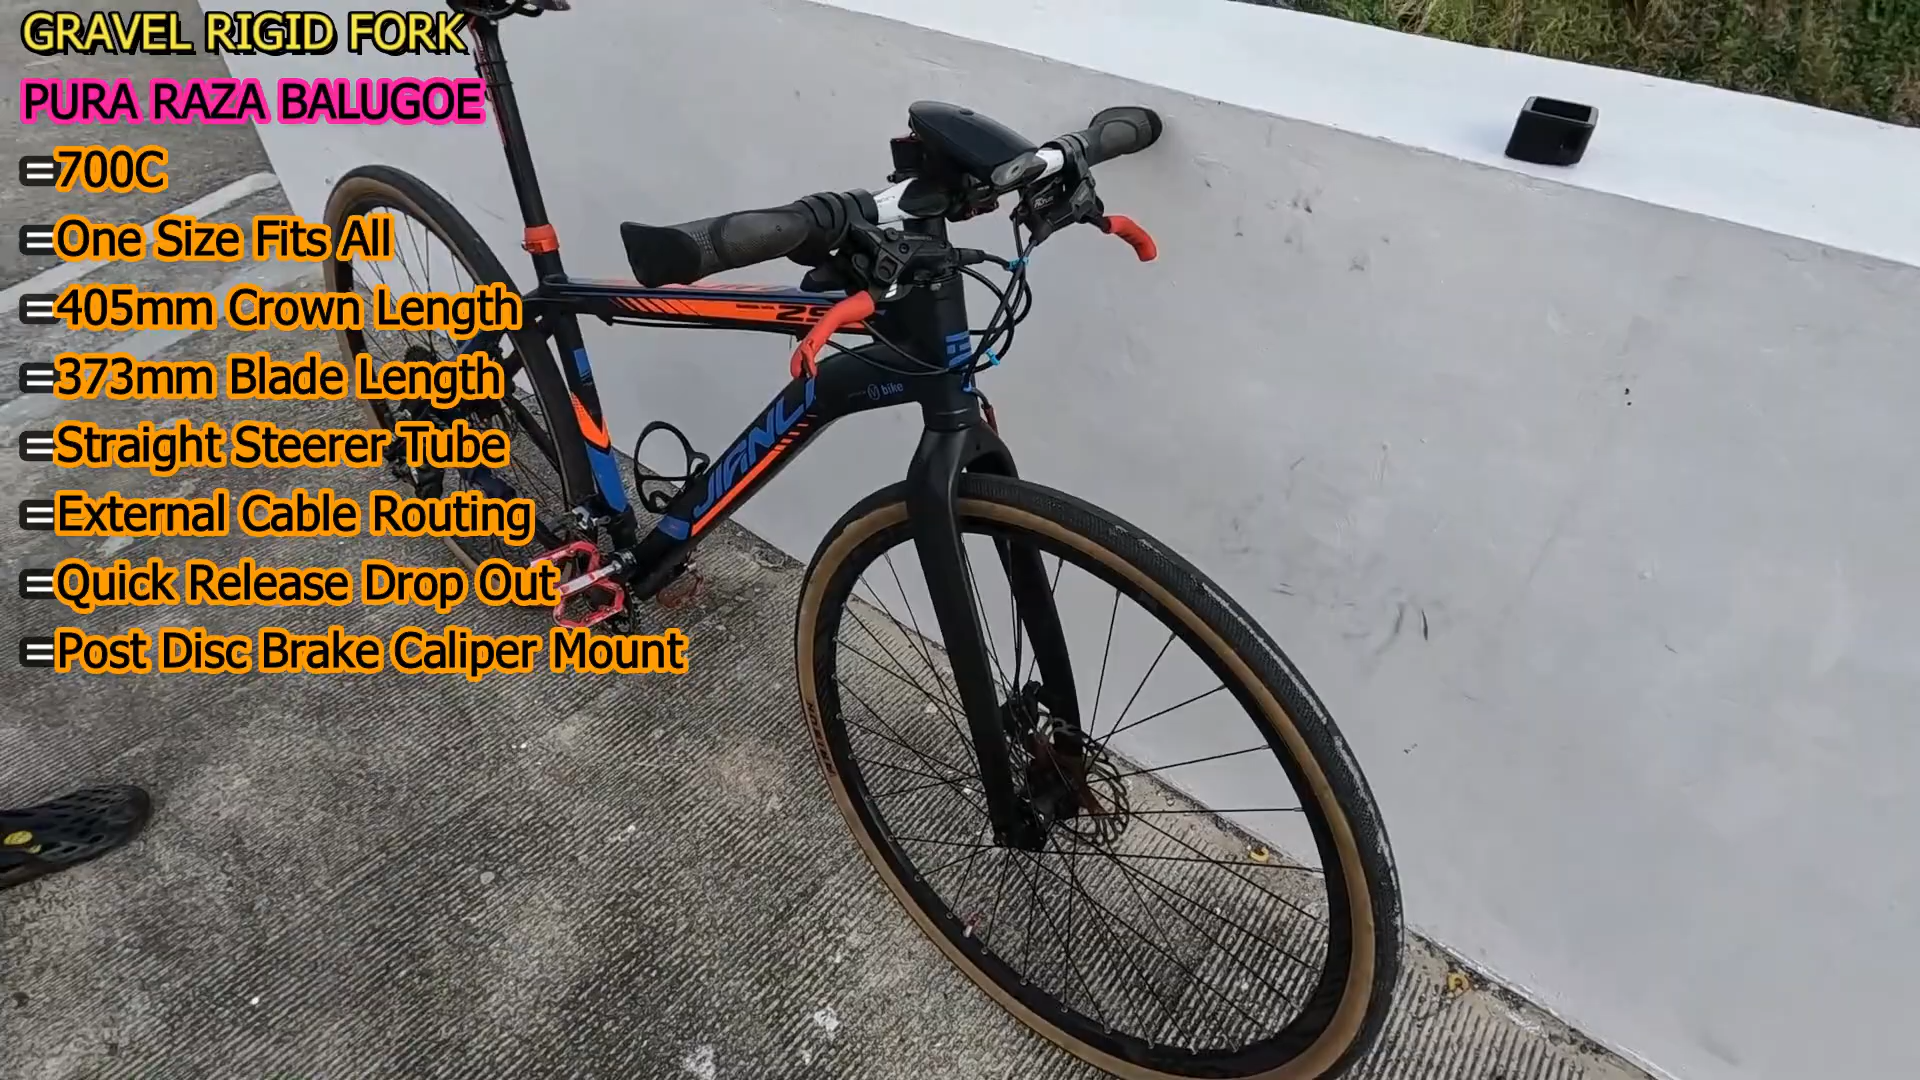 GRAVEL RIGID FORK
PURA RAZA BALUGOE
=700C
=One Size Fits All
=405mm Crown Length
=373mm Blade Length
=Straight Steerer Tube
=External Cable Routing
=Quick Release Drop Out
=Post Disc Brake Caliper Mount
bike